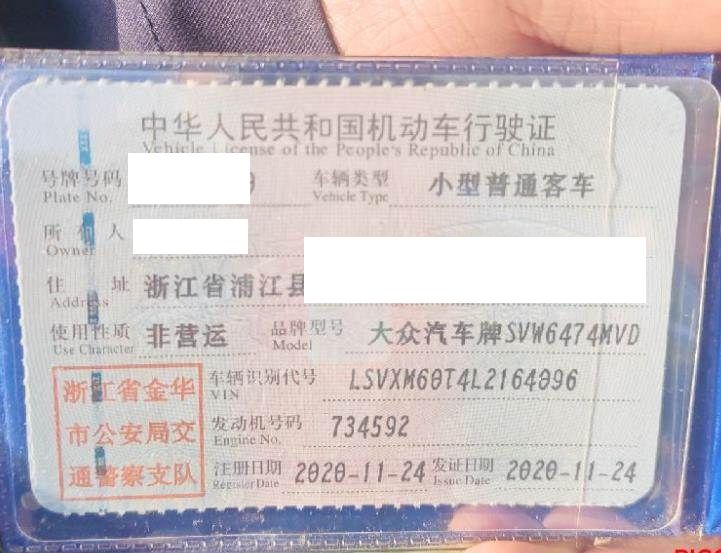 中华人民共和国机动车行驶证
Vehicle License of the People's Republic of China
号牌号码 9 车辆类型 小型普通客车
Plate No. Vehicle Type
所有人
Owner
住址 浙江省浦江县
Address
使用性质 非营运 品牌型号 大众汽车牌SVW6474MVD
Use Character Model
浙江省金华
市公安局交
通警察支队
车辆识别代号 LSVXM60T4L2164096
VIN
发动机号码 734592
Engine No.
注册日期 2020-11-24 发证日期 2020-11-24
Register Date Issue Date